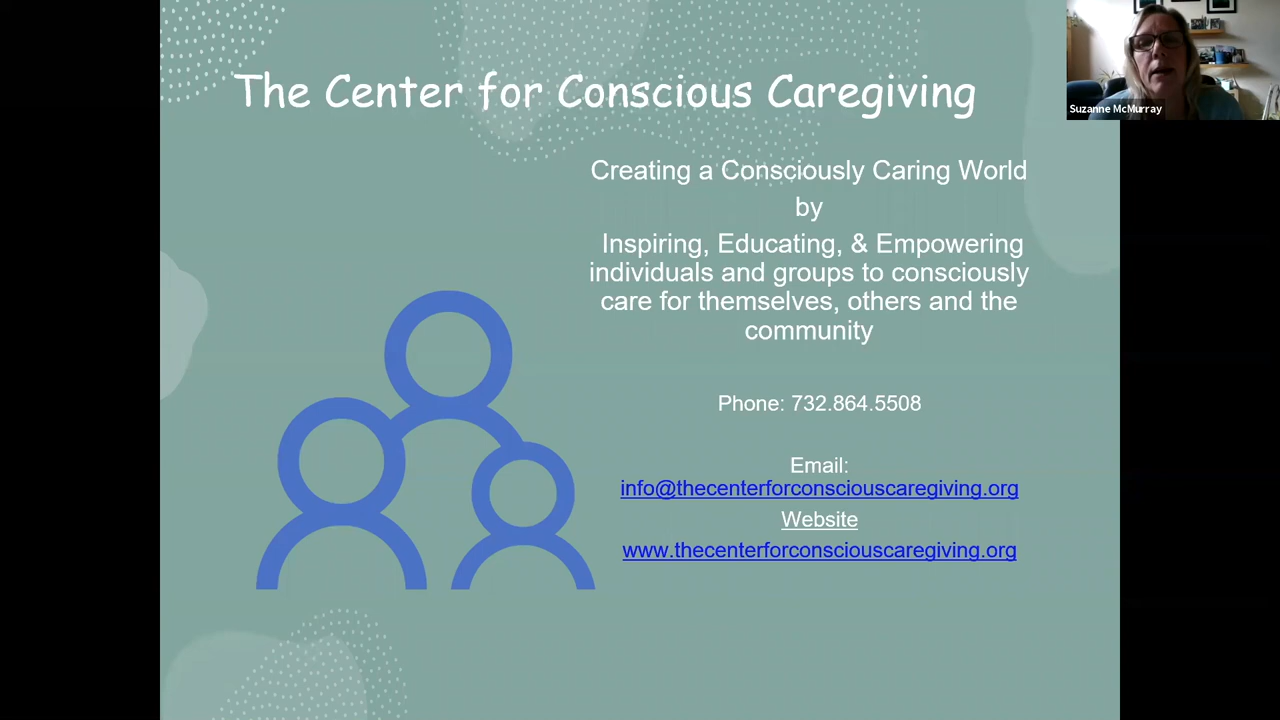 The Center for Conscious Caregiving
Suzanne McMurray
Creating a Consciously Caring World
by
Inspiring, Educating, & Empowering
individuals and groups to consciously
care for themselves, others and the
community
Phone: 732.864.5508
Email:
info@thecenterforconsciouscaregiving.org
Website
www.thecenterforconsciouscaregiving.org